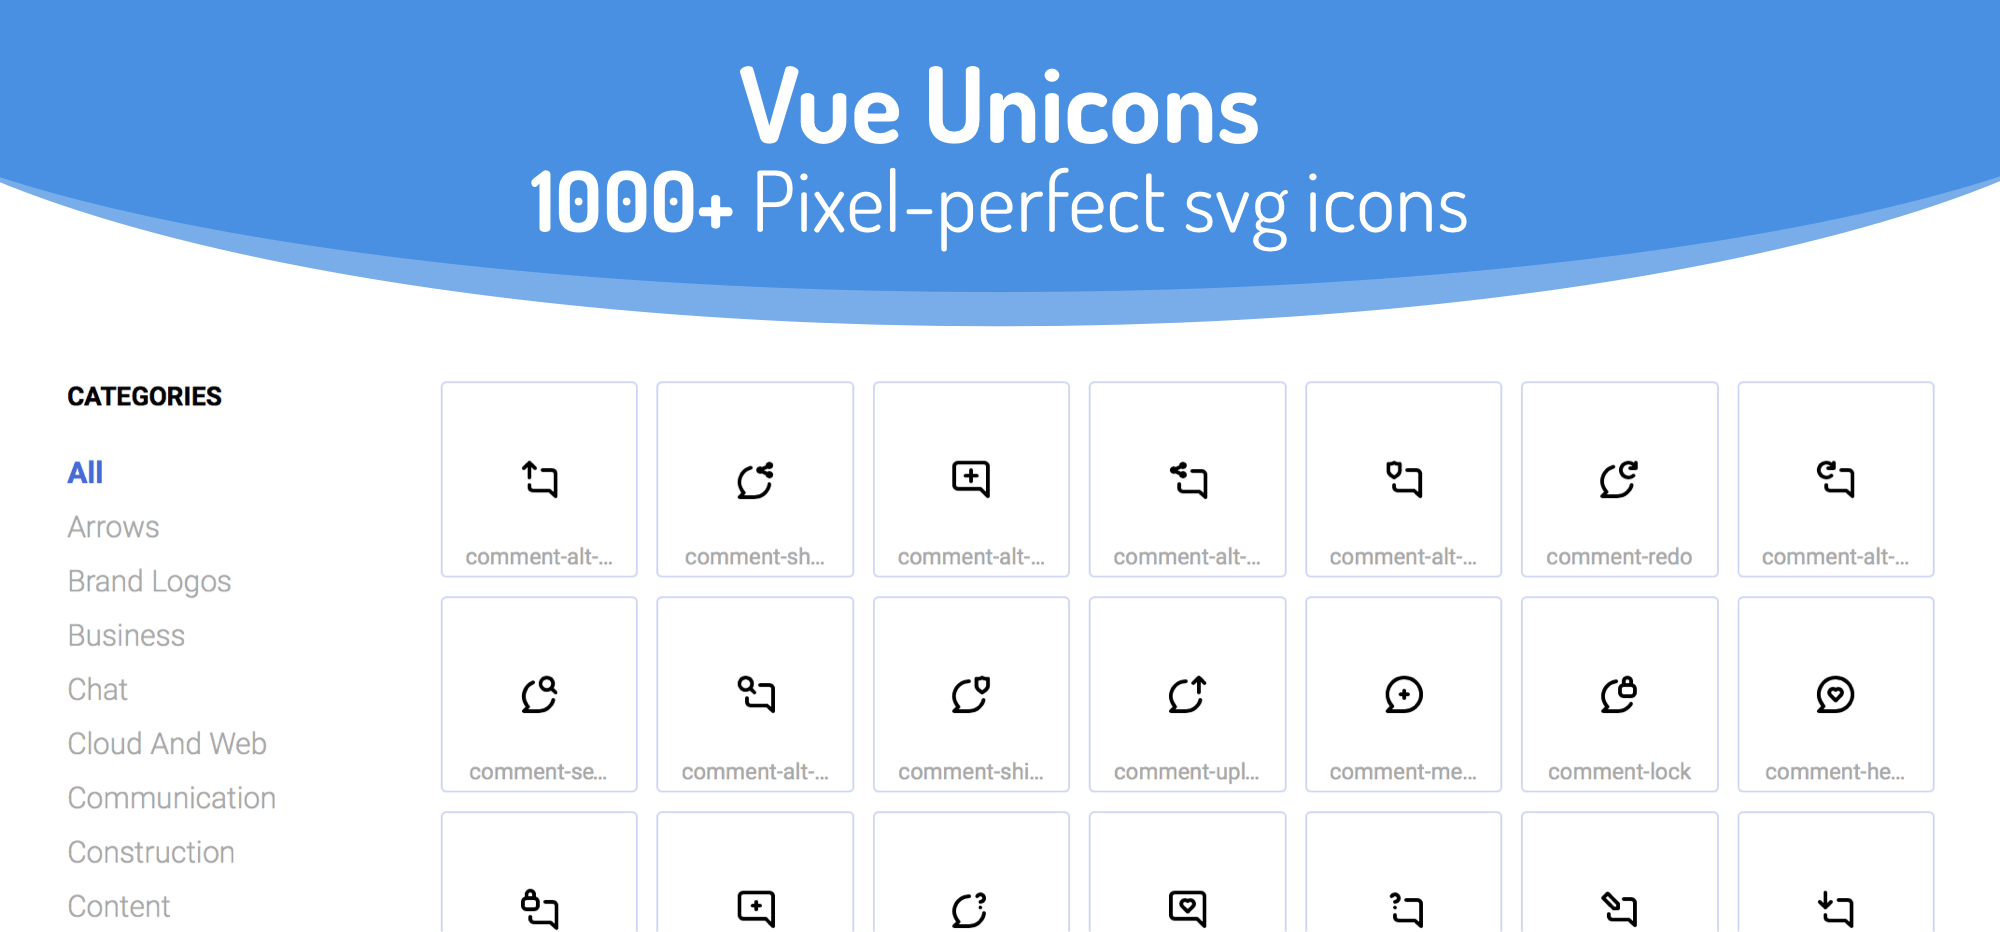 Vue Unicons
1000+ Pixel-perfect svg icons
CATEGORIES
All
Arrows
Brand Logos
Business
Chat
Cloud And Web
Communication
Construction
Content
comment-alt-...
comment-sh...
comment-alt-...
comment-alt-...
comment-alt-...
comment-redo
comment-alt-...
comment-se...
comment-alt-...
comment-shi...
comment-upl...
comment-me...
comment-lock
comment-he...